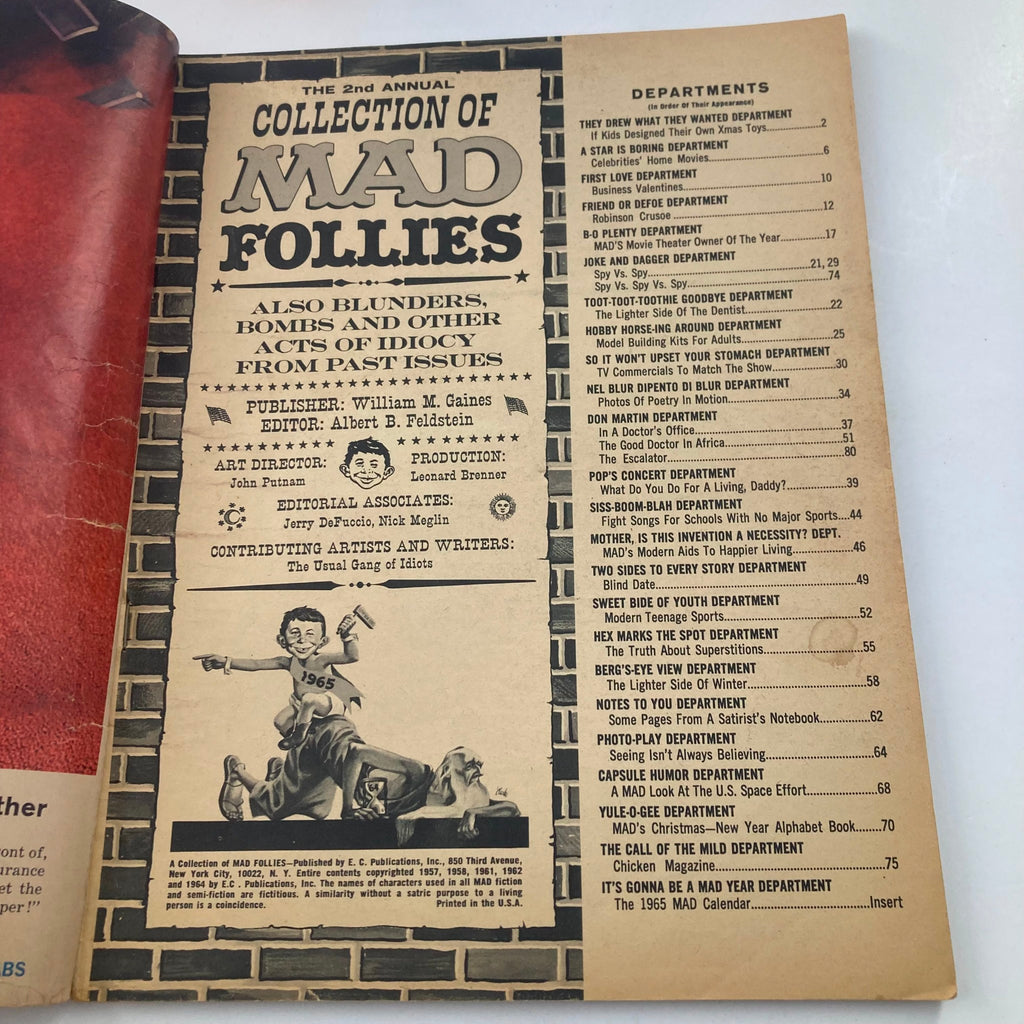 THE 2nd ANNUAL
COLLECTION OF
MAD
FOLLIES
ALSO BLUNDERS,
BOMBS AND OTHER
ACTS OF IDIOCY
FROM PAST ISSUES
PUBLISHER: William M. Gaines
EDITOR: Albert B. Feldstein
ART DIRECTOR:
John Putnam
PRODUCTION:
Leonard Brenner
EDITORIAL ASSOCIATES:
Jerry DeFuccio, Nick Meglin
CONTRIBUTING ARTISTS AND WRITERS:
The Usual Gang of Idiots
1965
A Collection of MAD FOLLIES—Published by E. C. Publications, Inc., 850 Third Avenue,
New York City, 10022, N. Y. Entire contents copyrighted 1957, 1958, 1961, 1962
and 1964 by E.C . Publications, Inc. The names of characters used in all MAD fiction
and semi-fiction are fictitious. A similarity without a satric purpose to a living
person is a coincidence. Printed in the U.S.A.
DEPARTMENTS
(In Order Of Their Appearance)
THEY DREW WHAT THEY WANTED DEPARTMENT
If Kids Designed Their Own Xmas Toys................2
A STAR IS BORING DEPARTMENT
Celebrities' Home Movies................................6
FIRST LOVE DEPARTMENT
Business Valentines......................................10
FRIEND OR DEFOE DEPARTMENT
Robinson Crusoe ..........................................12
B-O PLENTY DEPARTMENT
MAD'S Movie Theater Owner Of The Year.............17
JOKE AND DAGGER DEPARTMENT
Spy Vs. Spy..............................................21, 29
Spy Vs. Spy Vs. Spy......................................74
TOOT-TOOT-TOOTHIE GOODBYE DEPARTMENT
The Lighter Side Of The Dentist........................22
HOBBY HORSE-ING AROUND DEPARTMENT
Model Building Kits For Adults..........................25
SO IT WON'T UPSET YOUR STOMACH DEPARTMENT
TV Commercials To Match The Show..................30
NEL BLUR DIPENTO DI BLUR DEPARTMENT
Photos Of Poetry In Motion..............................34
DON MARTIN DEPARTMENT
In A Doctor's Office........................................37
The Good Doctor In Africa................................51
The Escalator................................................80
POP'S CONCERT DEPARTMENT
What Do You Do For A Living, Daddy?.................39
SISS-BOOM-BLAH DEPARTMENT
Fight Songs For Schools With No Major Sports....44
MOTHER, IS THIS INVENTION A NECESSITY? DEPT.
MAD's Modern Aids To Happier Living................46
TWO SIDES TO EVERY STORY DEPARTMENT
Blind Date....................................................49
SWEET BIDE OF YOUTH DEPARTMENT
Modern Teenage Sports..................................52
HEX MARKS THE SPOT DEPARTMENT
The Truth About Superstitions..........................55
BERG'S-EYE VIEW DEPARTMENT
The Lighter Side Of Winter..............................58
NOTES TO YOU DEPARTMENT
Some Pages From A Satirist's Notebook.............62
PHOTO-PLAY DEPARTMENT
Seeing Isn't Always Believing............................64
CAPSULE HUMOR DEPARTMENT
A MAD Look At The U.S. Space Effort.................68
YULE-O-GEE DEPARTMENT
MAD's Christmas—New Year Alphabet Book.......70
THE CALL OF THE MILD DEPARTMENT
Chicken Magazine..........................................75
IT'S GONNA BE A MAD YEAR DEPARTMENT
The 1965 MAD Calendar..............................Insert